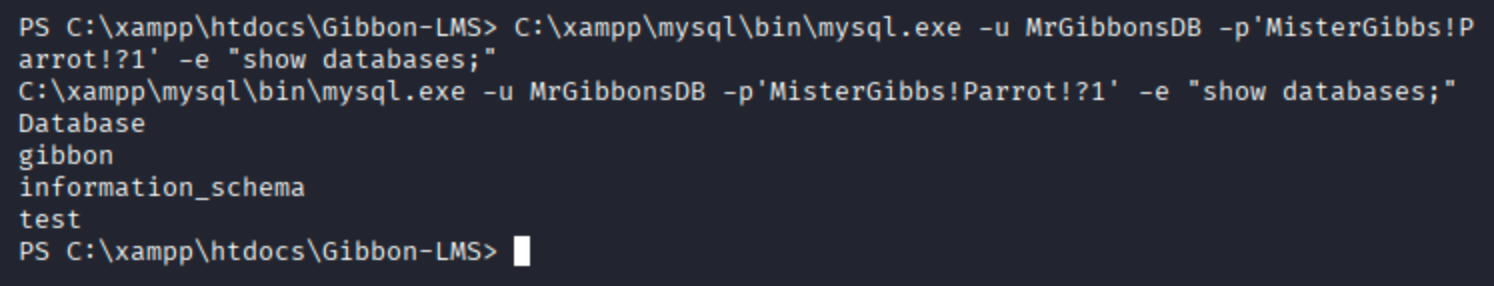 PS C:\xampp\htdocs\Gibbon-LMS> C:\xampp\mysql\bin\mysql.exe -u MrGibbonsDB -p'MisterGibbs!P
arrot!?1' -e "show databases;"
C:\xampp\mysql\bin\mysql.exe -u MrGibbonsDB -p'MisterGibbs!Parrot!?1' -e "show databases;"
Database
gibbon
information_schema
test
PS C:\xampp\htdocs\Gibbon-LMS>